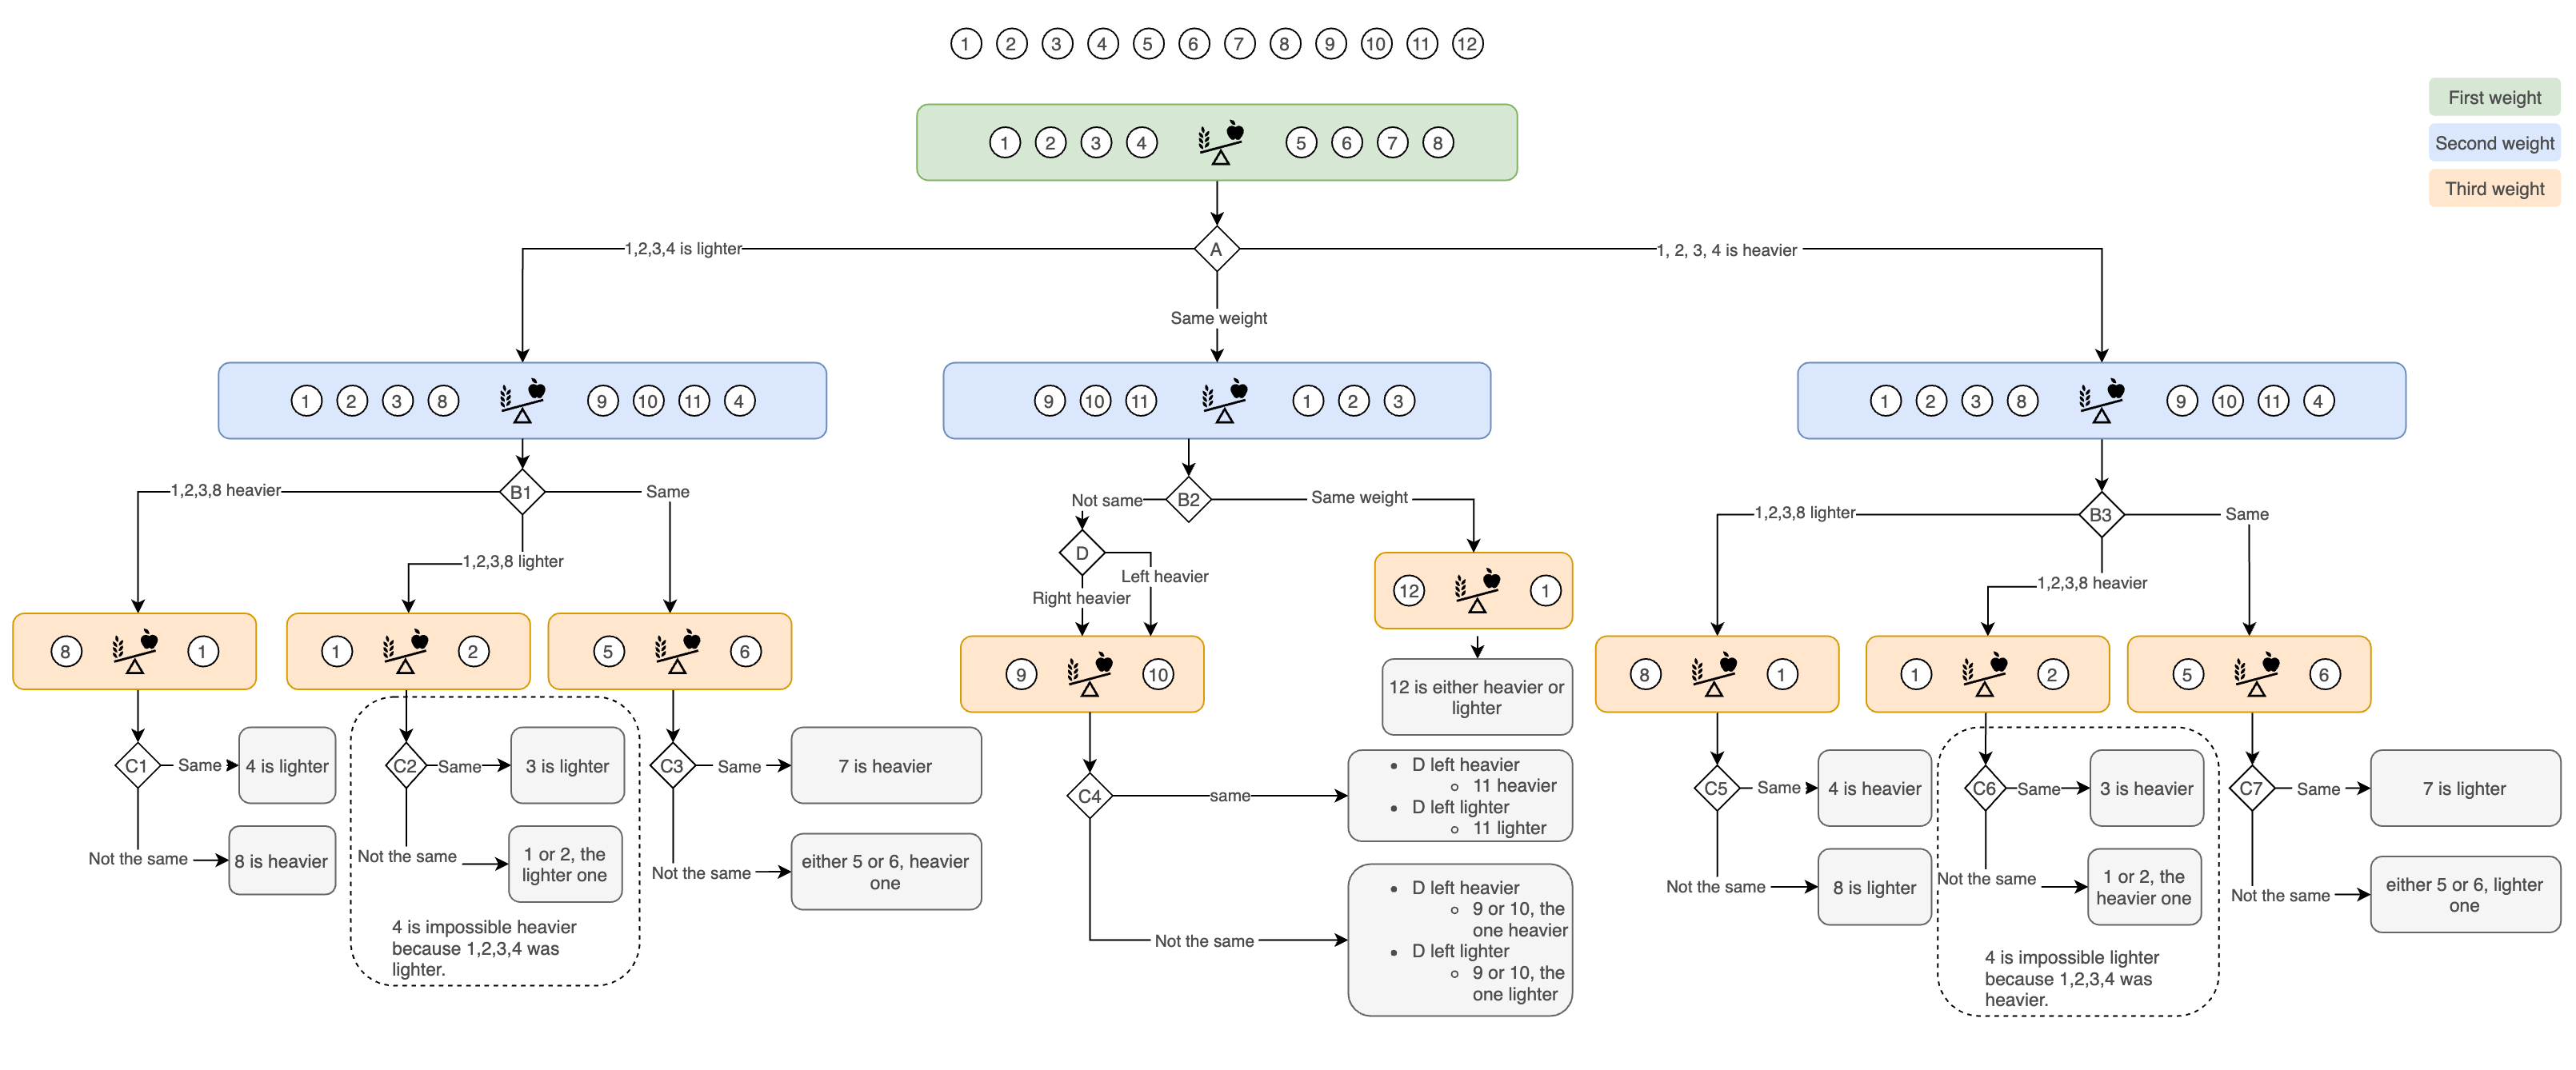 1 2 3 4 5 6 7 8 9 10 11 12
First weight
Second weight
Third weight
1 2 3 4 5 6 7 8
A
1,2,3,4 is lighter
Same weight
1, 2, 3, 4 is heavier
1 2 3 8 9 10 11 4
9 10 11 1 2 3
1 2 3 8 9 10 11 4
B1
1,2,3,8 heavier
1,2,3,8 lighter
Same
8 1
1 2
5 6
C1
Same
4 is lighter
Not the same
8 is heavier
C2
Same
3 is lighter
Not the same
1 or 2, the
lighter one
4 is impossible heavier
because 1,2,3,4 was
lighter.
C3
Same
7 is heavier
Not the same
either 5 or 6, heavier
one
B2
Not same
Same weight
D
Left heavier
Right heavier
12 1
12 is either heavier or
lighter
9 10
C4
same
D left heavier
11 heavier
D left lighter
11 lighter
Not the same
D left heavier
9 or 10, the
one heavier
D left lighter
9 or 10, the
one lighter
B3
1,2,3,8 lighter
1,2,3,8 heavier
Same
8 1
1 2
5 6
C5
Same
4 is heavier
Not the same
8 is lighter
C6
Same
3 is heavier
Not the same
1 or 2, the
heavier one
4 is impossible lighter
because 1,2,3,4 was
heavier.
C7
Same
7 is lighter
Not the same
either 5 or 6, lighter
one